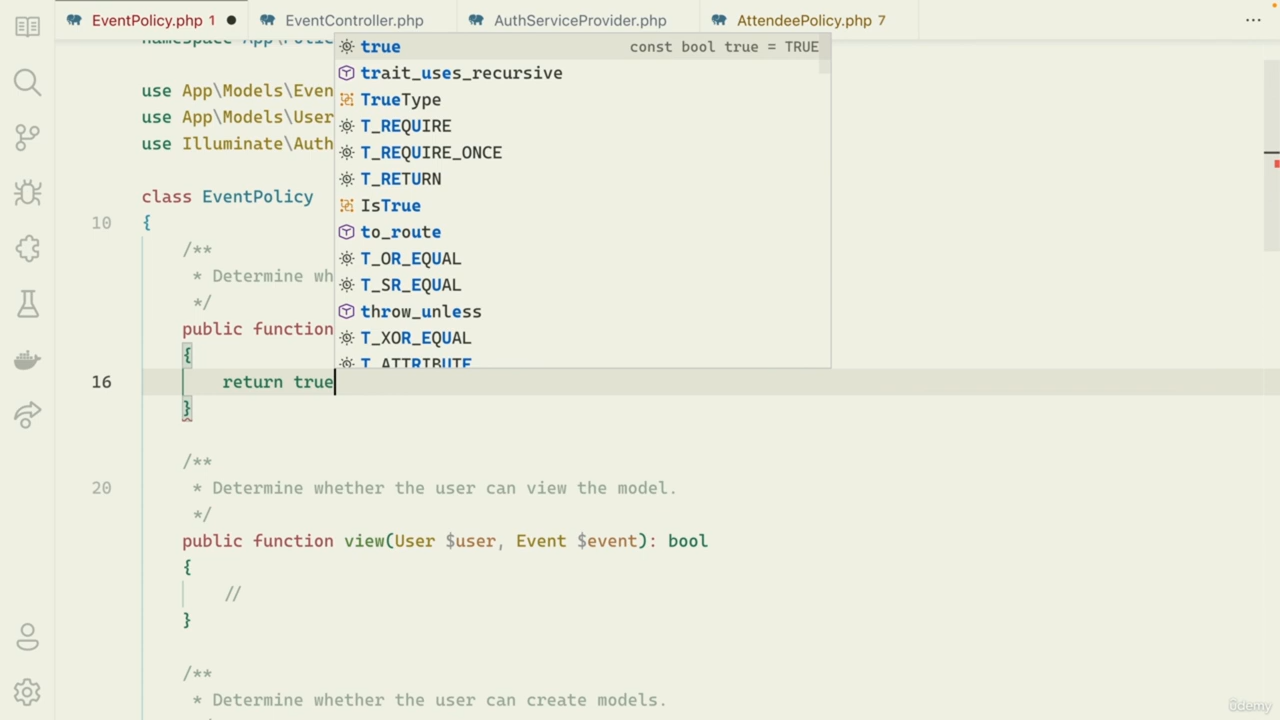 EventPolicy.php 1 EventController.php AuthServiceProvider.php AttendeePolicy.php 7
use App\Models\Even
use App\Models\User
use Illuminate\Auth
class EventPolicy
10 {
/**
* Determine wh
*/
public function
{
16 return true
}
true const bool true = TRUE
trait_uses_recursive
TrueType
T_REQUIRE
T_REQUIRE_ONCE
T_RETURN
IsTrue
to_route
T_OR_EQUAL
T_SR_EQUAL
throw_unless
T_XOR_EQUAL
T_ATTRIBUTE
/**
20 * Determine whether the user can view the model.
*/
public function view(User $user, Event $event): bool
{
//
}
/**
* Determine whether the user can create models.
ûdemy